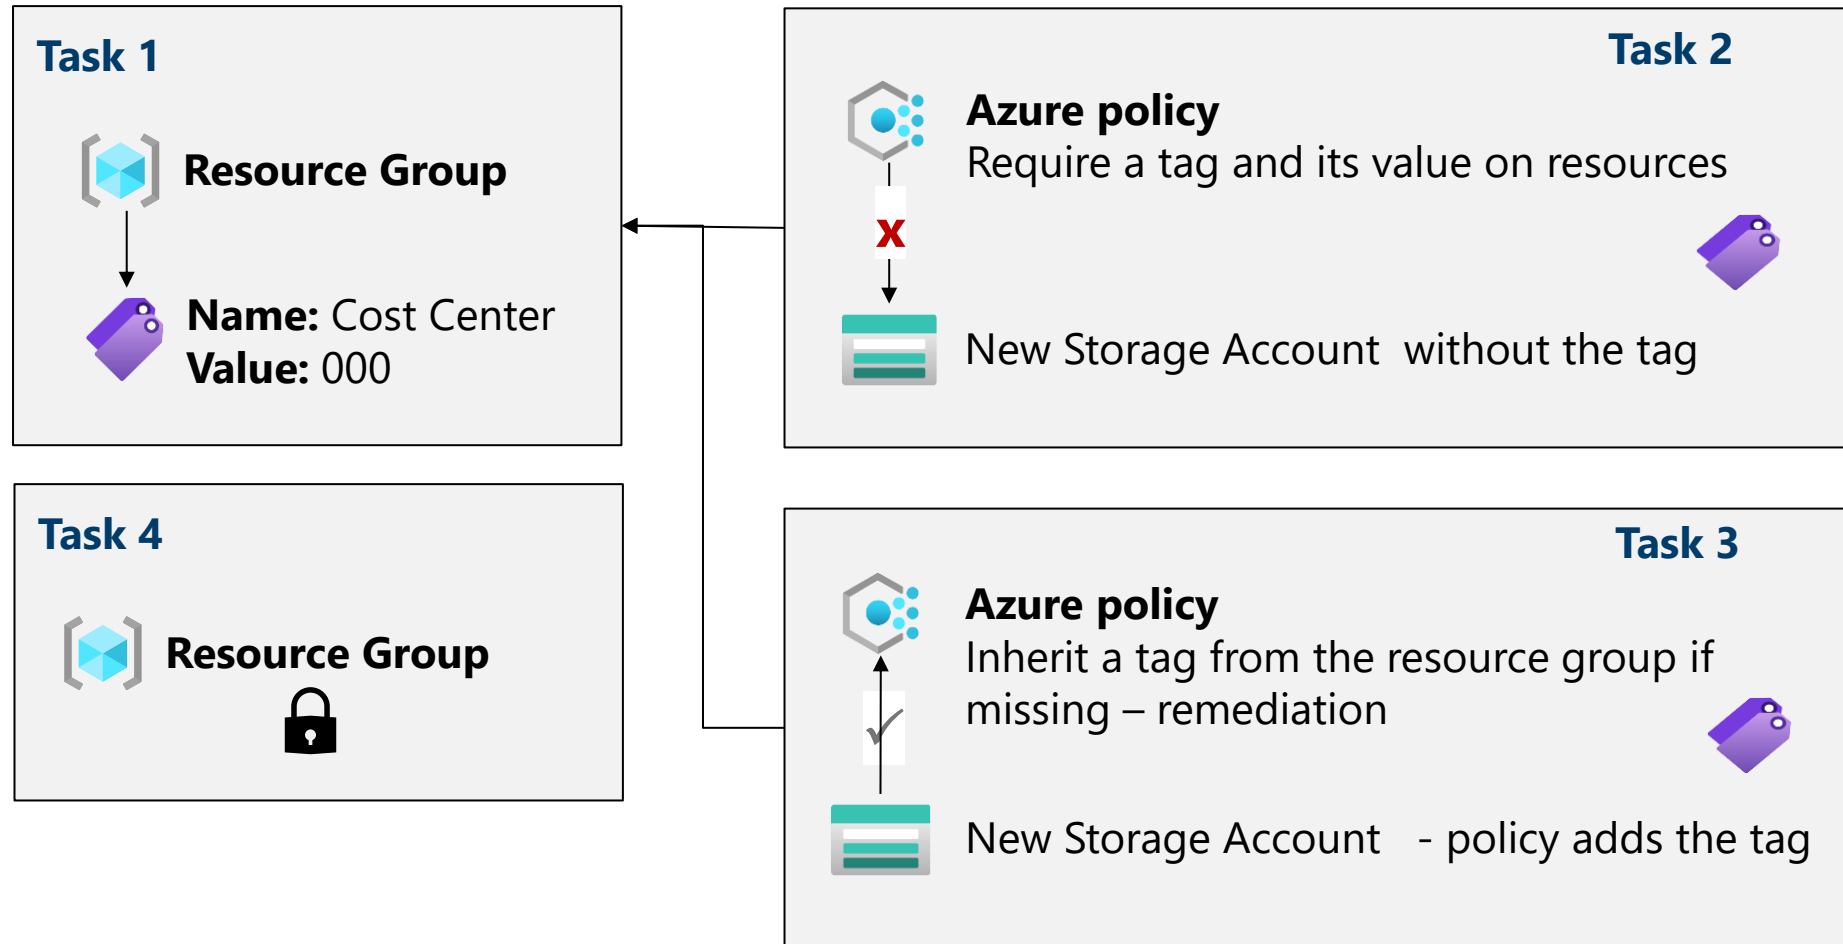 Task 1
Resource Group
Name: Cost Center
Value: 000
Task 2
Azure policy
Require a tag and its value on resources
x
New Storage Account without the tag
Task 4
Resource Group
Task 3
Azure policy
Inherit a tag from the resource group if
missing – remediation
New Storage Account - policy adds the tag